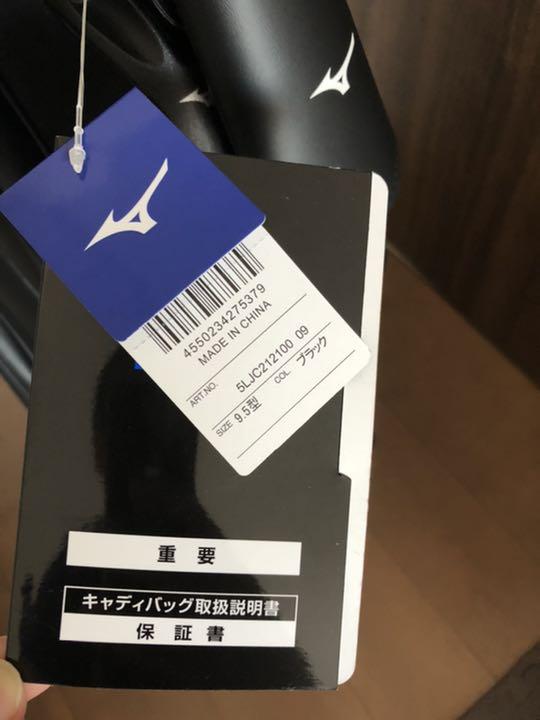 4550234275379
MADE IN CHINA
ART.NO. 5LJC212100 09
SIZE 9.5型 COL. ブラック
重要
キャディバッグ取扱説明書
保証書